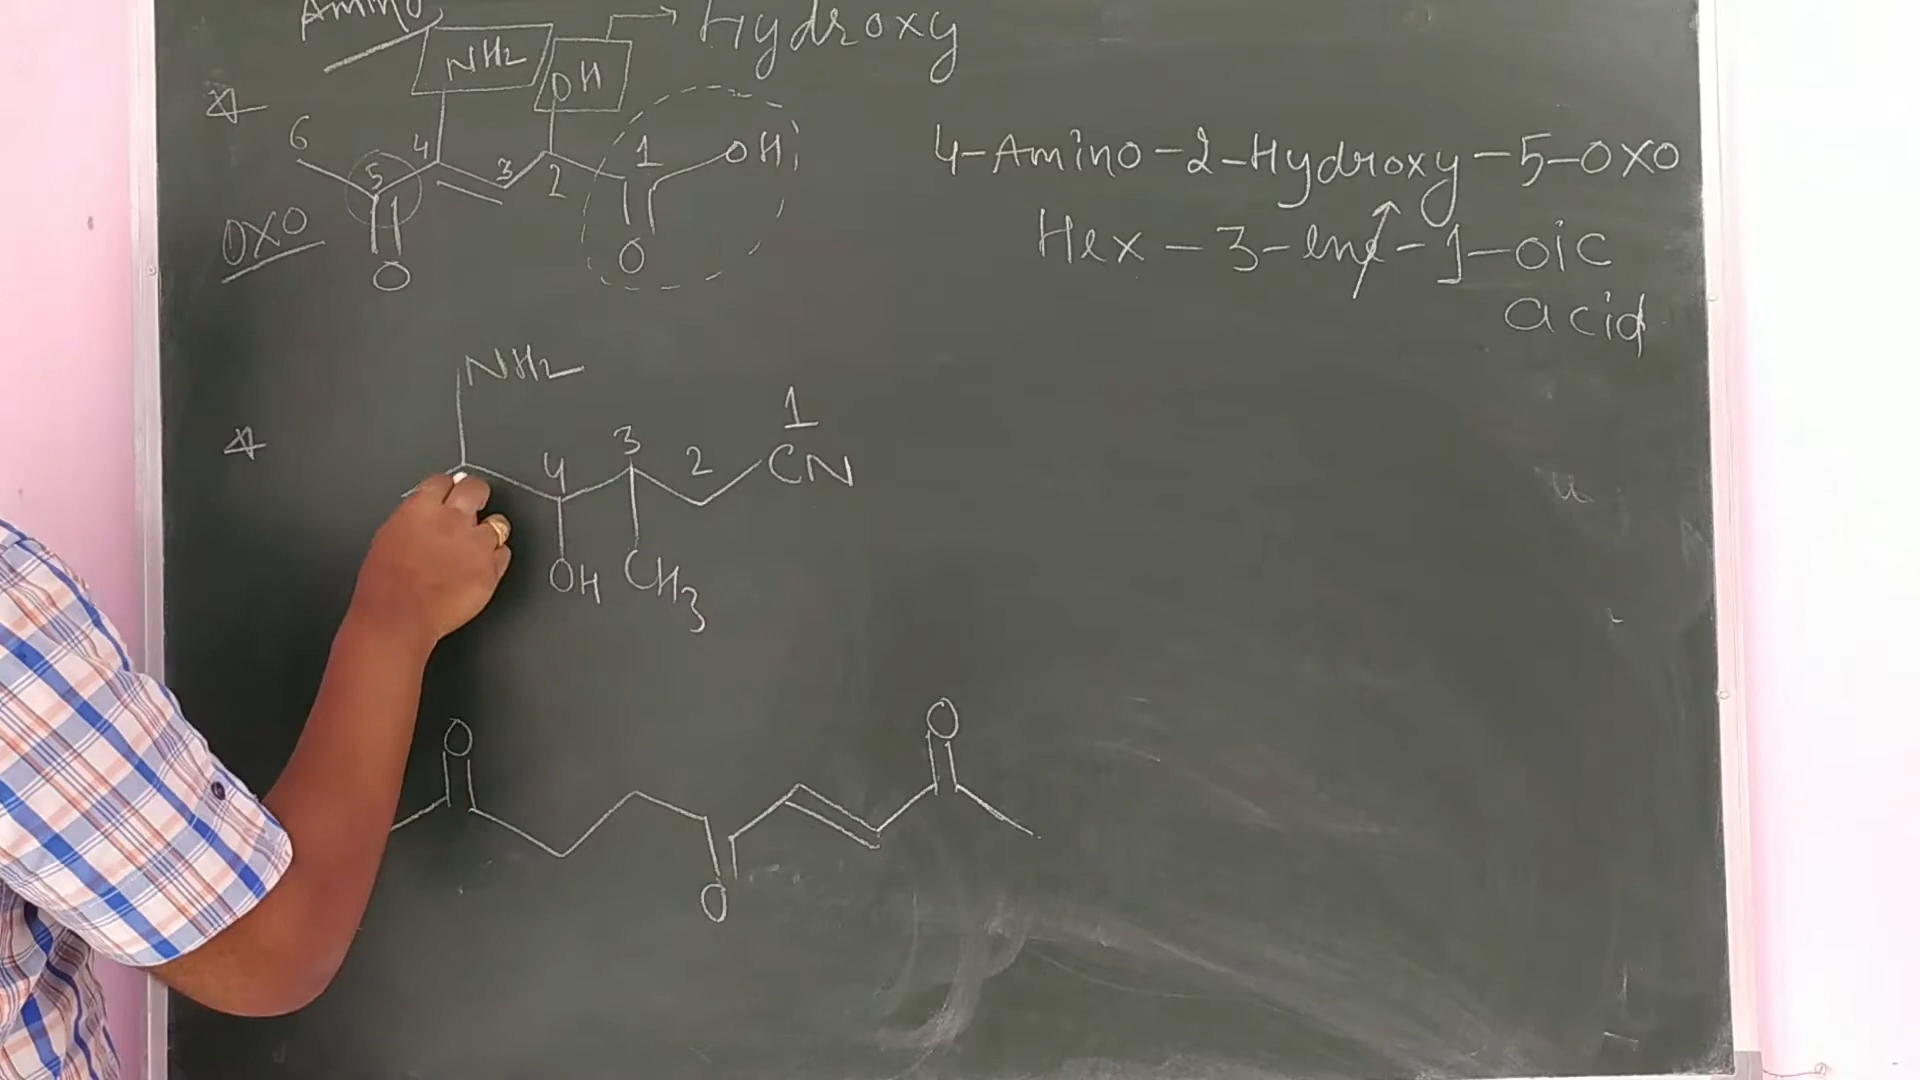 Amino
Hydroxy
NH2
OH
6
5
4
3
2
1
OH
O
O
OXO
4-Amino-2-Hydroxy-5-OXO
Hex-3-ene-1-oic
acid
NH2
4
3
2
1
CN
OH
CH3
O
O
O